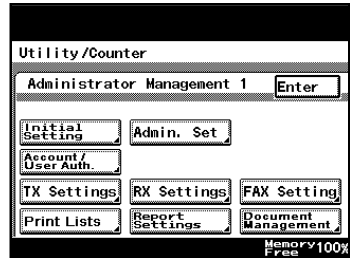 Utility/Counter
Administrator Management 1 Enter
Initial
Setting
Admin. Set
Account/
User Auth.
TX Settings RX Settings FAX Setting
Print Lists
Report
Settings
Document
Management
Memory
Free 100%